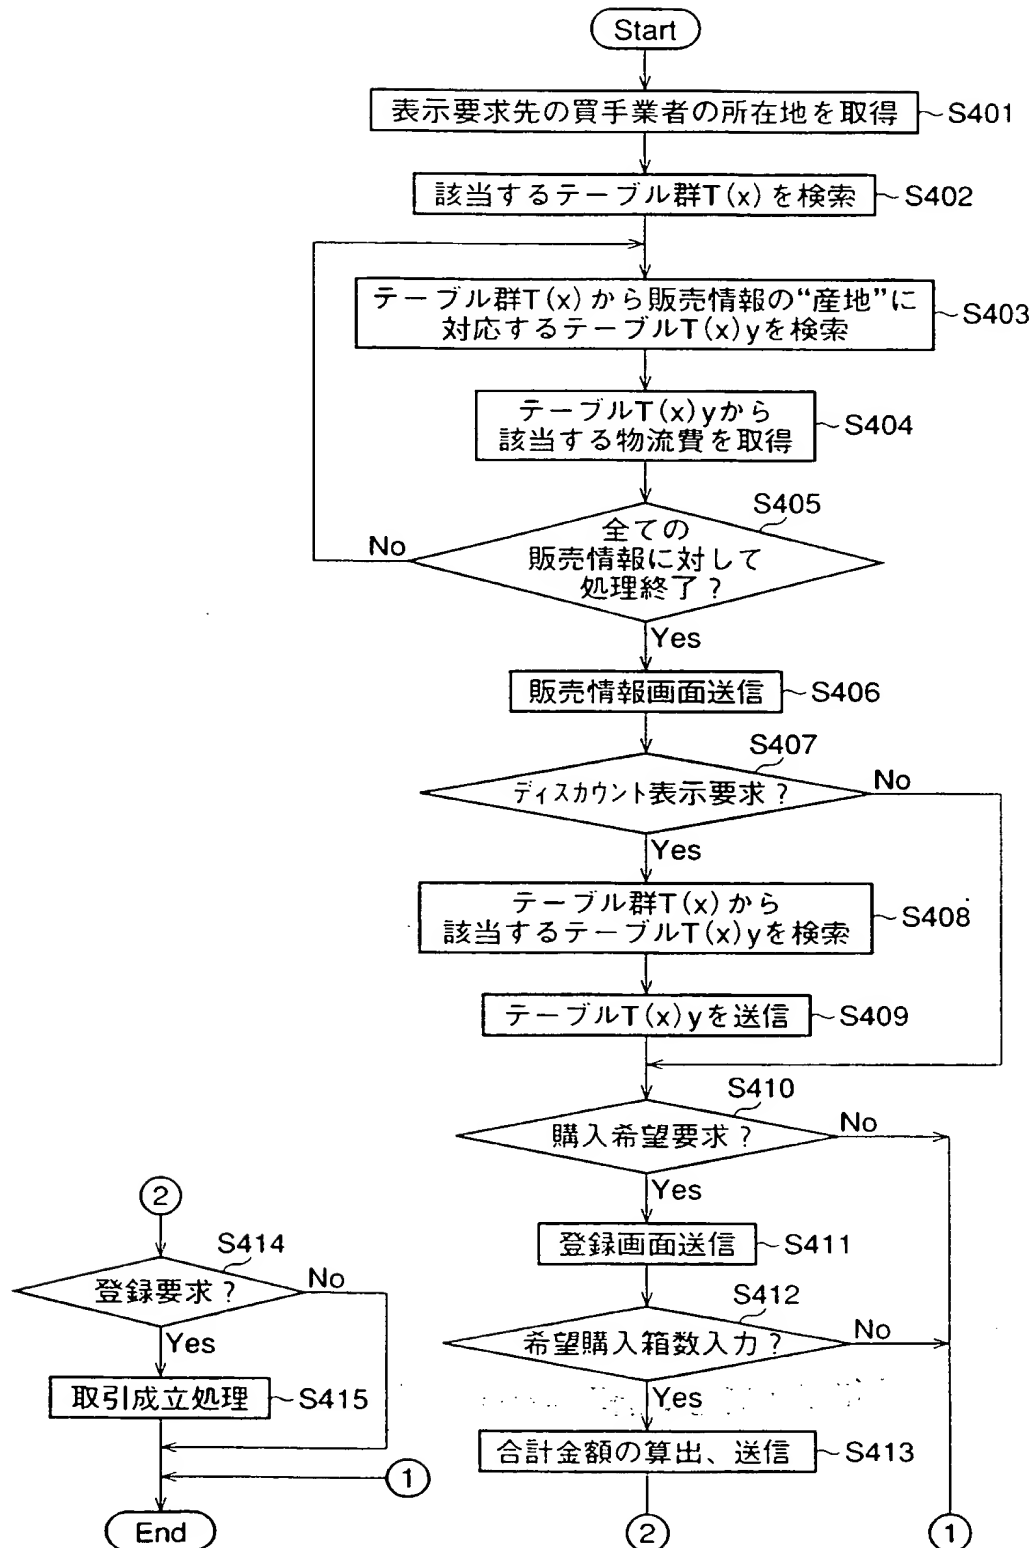 Start
表示要求先の買手業者の所在地を取得
S401
該当するテーブル群T(x)を検索
S402
テーブル群T(x)から販売情報の“産地”に
対応するテーブルT(x)yを検索
S403
テーブルT(x)yから
該当する物流費を取得
S404
S405
全ての
販売情報に対して
処理終了?
No
Yes
販売情報画面送信
S406
S407
ディスカウント表示要求?
No
Yes
テーブル群T(x)から
該当するテーブルT(x)yを検索
S408
テーブルT(x)yを送信
S409
S410
購入希望要求?
No
Yes
登録画面送信
S411
S412
希望購入箱数入力?
No
Yes
合計金額の算出、送信
S413
2
1
2
S414
登録要求?
No
Yes
取引成立処理
S415
1
End